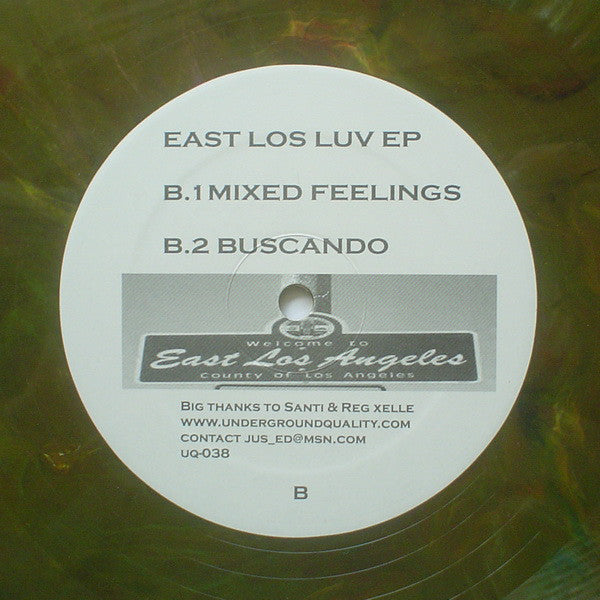 EAST LOS LUV EP
B.1 MIXED FEELINGS
B.2 BUSCANDO
Welcome to
East Los Angeles
County of Los Angeles
BIG THANKS TO SANTI & REG XELLE
WWW.UNDERGROUNDQUALITY.COM
CONTACT JUS_ED@MSN.COM
UQ-038
B